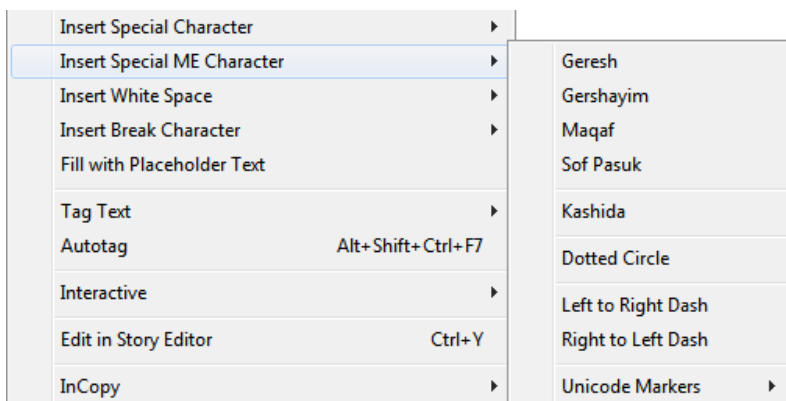 Insert Special Character
Insert Special ME Character
Insert White Space
Insert Break Character
Fill with Placeholder Text
Tag Text
Autotag Alt+Shift+Ctrl+F7
Interactive
Edit in Story Editor Ctrl+Y
InCopy
Geresh
Gershayim
Maqaf
Sof Pasuk
Kashida
Dotted Circle
Left to Right Dash
Right to Left Dash
Unicode Markers